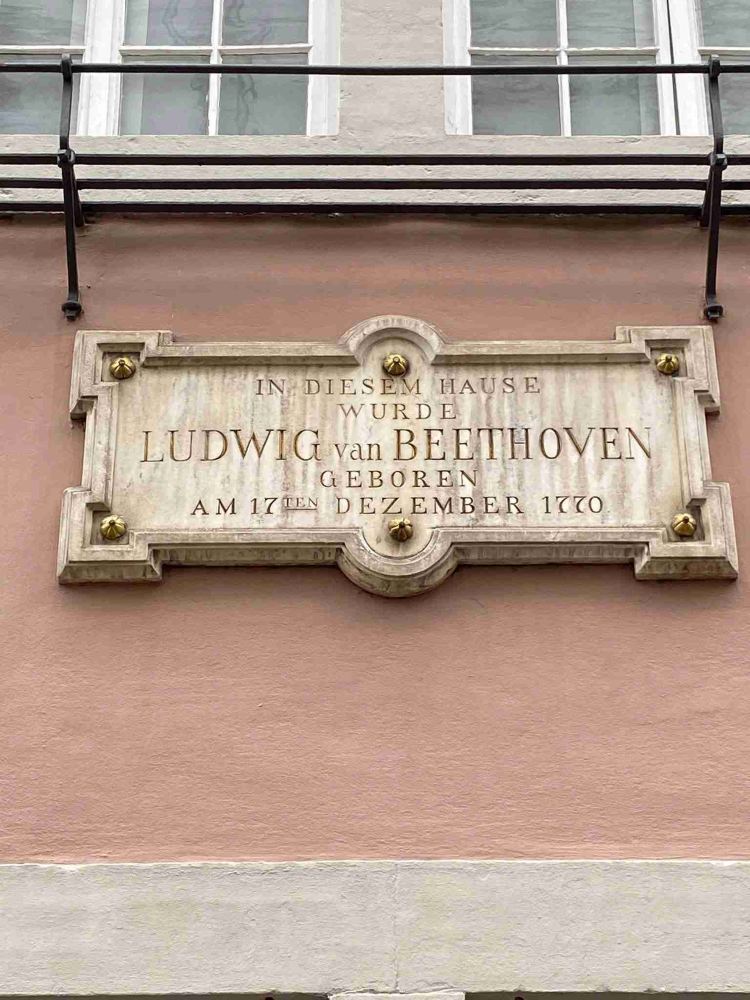 IN DIESEM HAUSE
WURDE
LUDWIG van BEETHOVEN
GEBOREN
AM 17TEN DEZEMBER 1770.